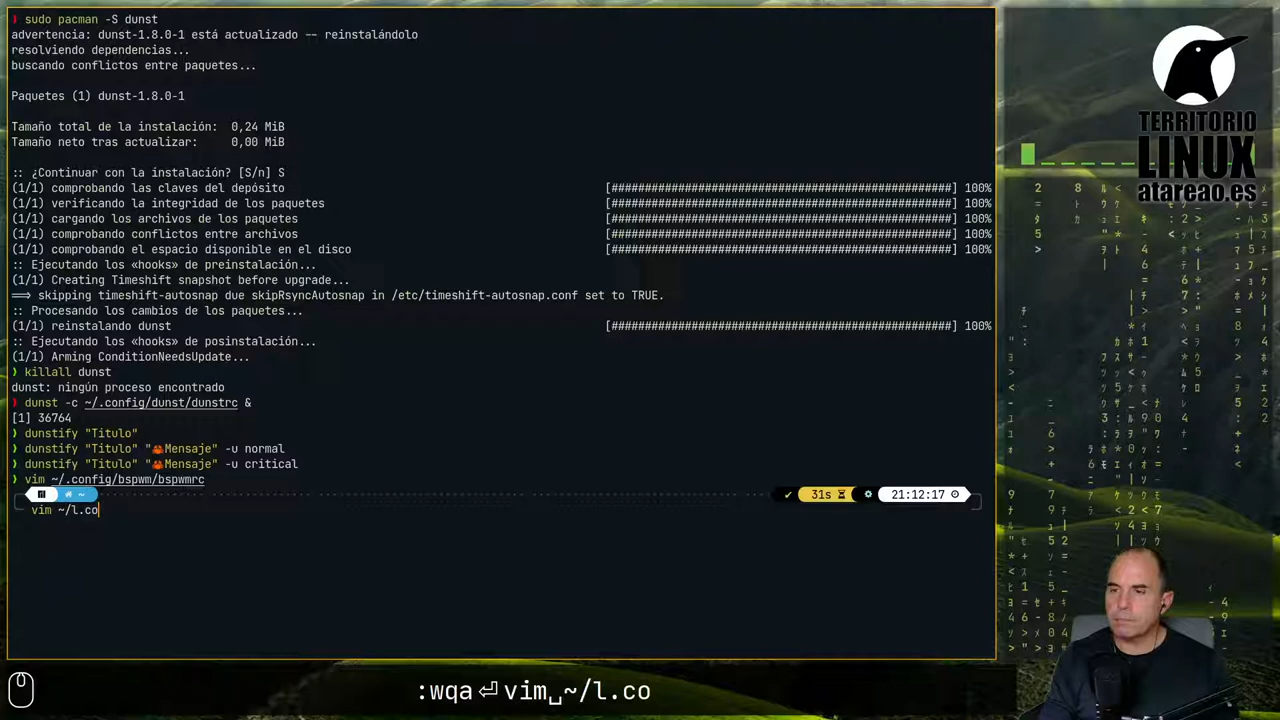 ❯ sudo pacman -S dunst
advertencia: dunst-1.8.0-1 está actualizado -- reinstalándolo
resolviendo dependencias...
buscando conflictos entre paquetes...
Paquetes (1) dunst-1.8.0-1
Tamaño total de la instalación:  0,24 MiB
Tamaño neto tras actualizar:     0,00 MiB
:: ¿Continuar con la instalación? [S/n] S
(1/1) comprobando las claves del depósito [###################################################] 100%
(1/1) verificando la integridad de los paquetes [###################################################] 100%
(1/1) cargando los archivos de los paquetes [###################################################] 100%
(1/1) comprobando conflictos entre archivos [###################################################] 100%
(1/1) comprobando el espacio disponible en el disco [###################################################] 100%
:: Ejecutando los «hooks» de preinstalación...
(1/1) Creating Timeshift snapshot before upgrade...
==> skipping timeshift-autosnap due skipRsyncAutosnap in /etc/timeshift-autosnap.conf set to TRUE.
:: Procesando los cambios de los paquetes...
(1/1) reinstalando dunst [###################################################] 100%
:: Ejecutando los «hooks» de posinstalación...
(1/1) Arming ConditionNeedsUpdate...
❯ killall dunst
dunst: ningún proceso encontrado
❯ dunst -c ~/.config/dunst/dunstrc &
[1] 36764
❯ dunstify "Titulo"
❯ dunstify "Titulo" "🦀Mensaje" -u normal
❯ dunstify "Titulo" "🦀Mensaje" -u critical
❯ vim ~/.config/bspwm/bspwmrc
~ ✔ 31s 21:12:17
vim ~/l.co
:wqa⏎vim␣~/l.co
TERRITORIO
LINUX
atareao.es